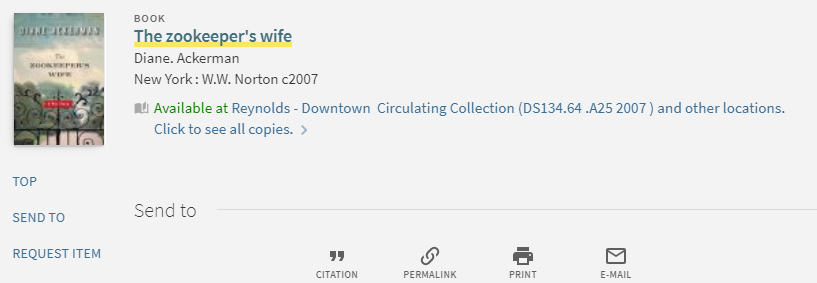 DIANE ACKERMAN
The
ZOOKEEPER'S
WIFE
BOOK
The zookeeper's wife
Diane. Ackerman
New York : W.W. Norton c2007
Available at Reynolds - Downtown  Circulating Collection (DS134.64 .A25 2007 ) and other locations.
Click to see all copies.
TOP
SEND TO
REQUEST ITEM
Send to
CITATION
PERMALINK
PRINT
E-MAIL